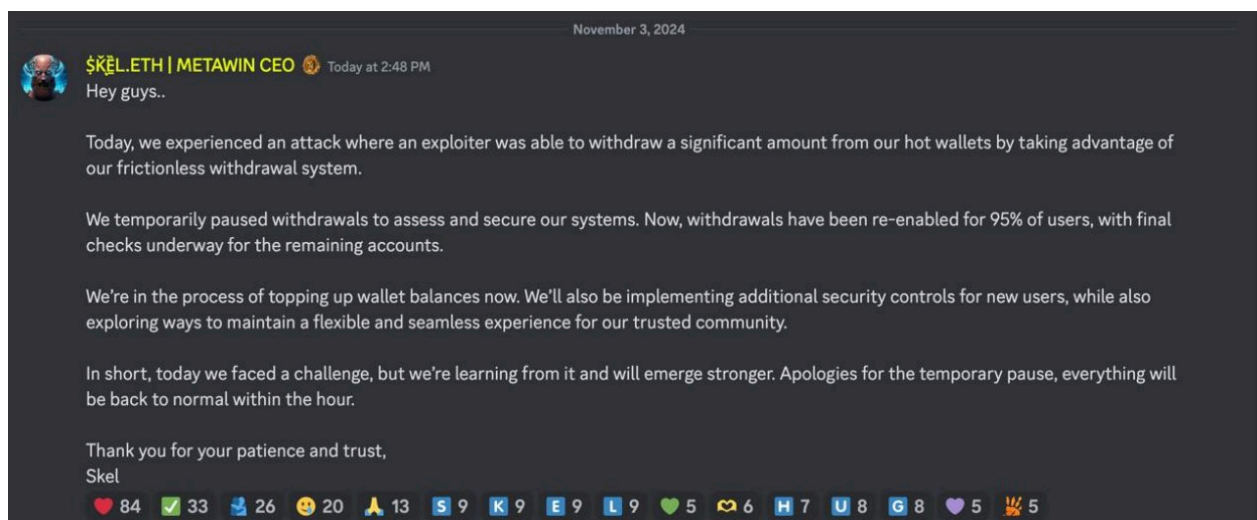 November 3, 2024
ŞǨḜL.ETH | METAWIN CEO Today at 2:48 PM
Hey guys..
Today, we experienced an attack where an exploiter was able to withdraw a significant amount from our hot wallets by taking advantage of
our frictionless withdrawal system.
We temporarily paused withdrawals to assess and secure our systems. Now, withdrawals have been re-enabled for 95% of users, with final
checks underway for the remaining accounts.
We’re in the process of topping up wallet balances now. We’ll also be implementing additional security controls for new users, while also
exploring ways to maintain a flexible and seamless experience for our trusted community.
In short, today we faced a challenge, but we’re learning from it and will emerge stronger. Apologies for the temporary pause, everything will
be back to normal within the hour.
Thank you for your patience and trust,
Skel
84 33 26 20 13 S 9 K 9 E 9 L 9 5 6 H 7 U 8 G 8 5 5